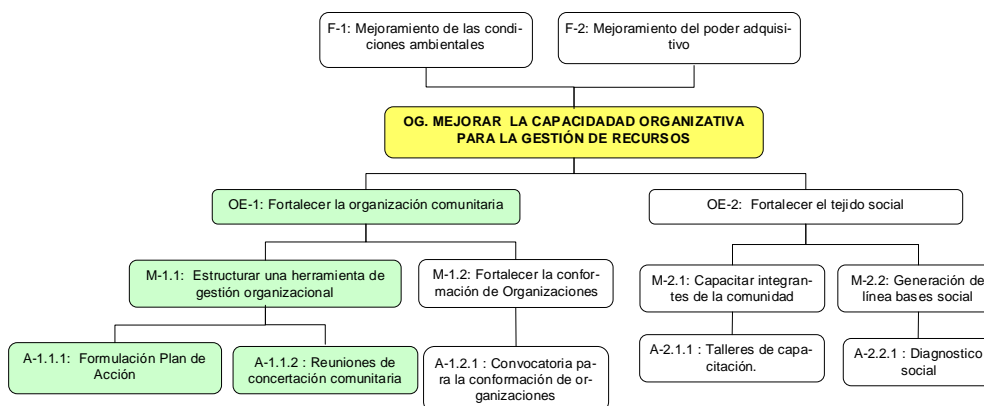 F-1: Mejoramiento de las condi-
ciones ambientales
F-2: Mejoramiento del poder adquisi-
tivo
OG. MEJORAR LA CAPACIDADAD ORGANIZATIVA
PARA LA GESTIÓN DE RECURSOS
OE-1: Fortalecer la organización comunitaria
OE-2: Fortalecer el tejido social
M-1.1: Estructurar una herramienta de
gestión organizacional
M-1.2: Fortalecer la confor-
mación de Organizaciones
M-2.1: Capacitar integran-
tes de la comunidad
M-2.2: Generación de
línea bases social
A-1.1.1: Formulación Plan de
Acción
A-1.1.2 : Reuniones de
concertación comunitaria
A-1.2.1 : Convocatoria pa-
ra la conformación de or-
ganizaciones
A-2.1.1 : Talleres de capa-
citación.
A-2.2.1 : Diagnostico
social